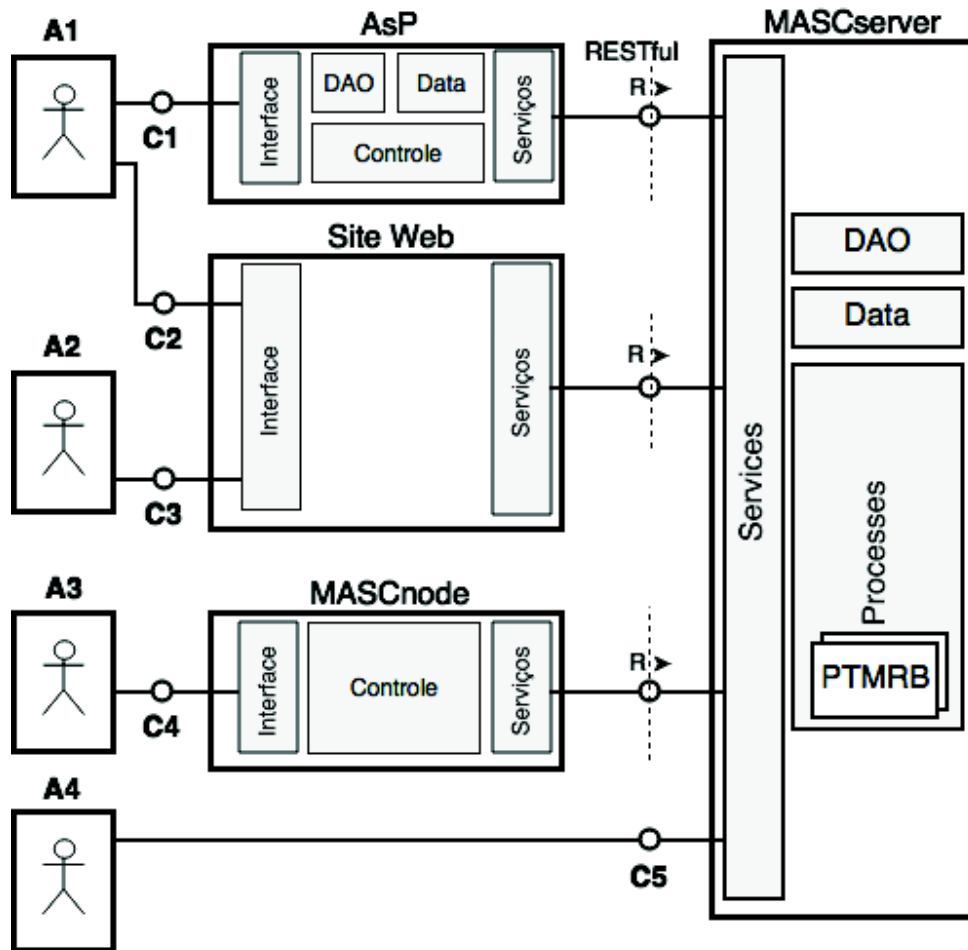 A1
AsP
MASCserver
RESTful
R
C1
Interface
DAO
Data
Controle
Serviços
Site Web
C2
A2
Interface
Serviços
R
C3
Services
DAO
Data
Processes
PTMRB
A3
MASCnode
R
C4
Interface
Controle
Serviços
A4
C5